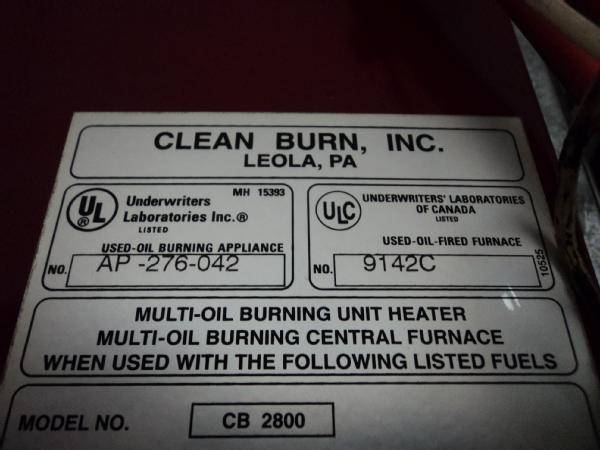 CLEAN BURN, INC.
LEOLA, PA
UL ®
Underwriters
Laboratories Inc.®
LISTED
MH 15393
USED-OIL BURNING APPLIANCE
NO. AP -276-042
ULC
UNDERWRITERS' LABORATORIES
OF CANADA
LISTED
USED-OIL-FIRED FURNACE
NO. 9142C
10525
MULTI-OIL BURNING UNIT HEATER
MULTI-OIL BURNING CENTRAL FURNACE
WHEN USED WITH THE FOLLOWING LISTED FUELS
MODEL NO. CB 2800